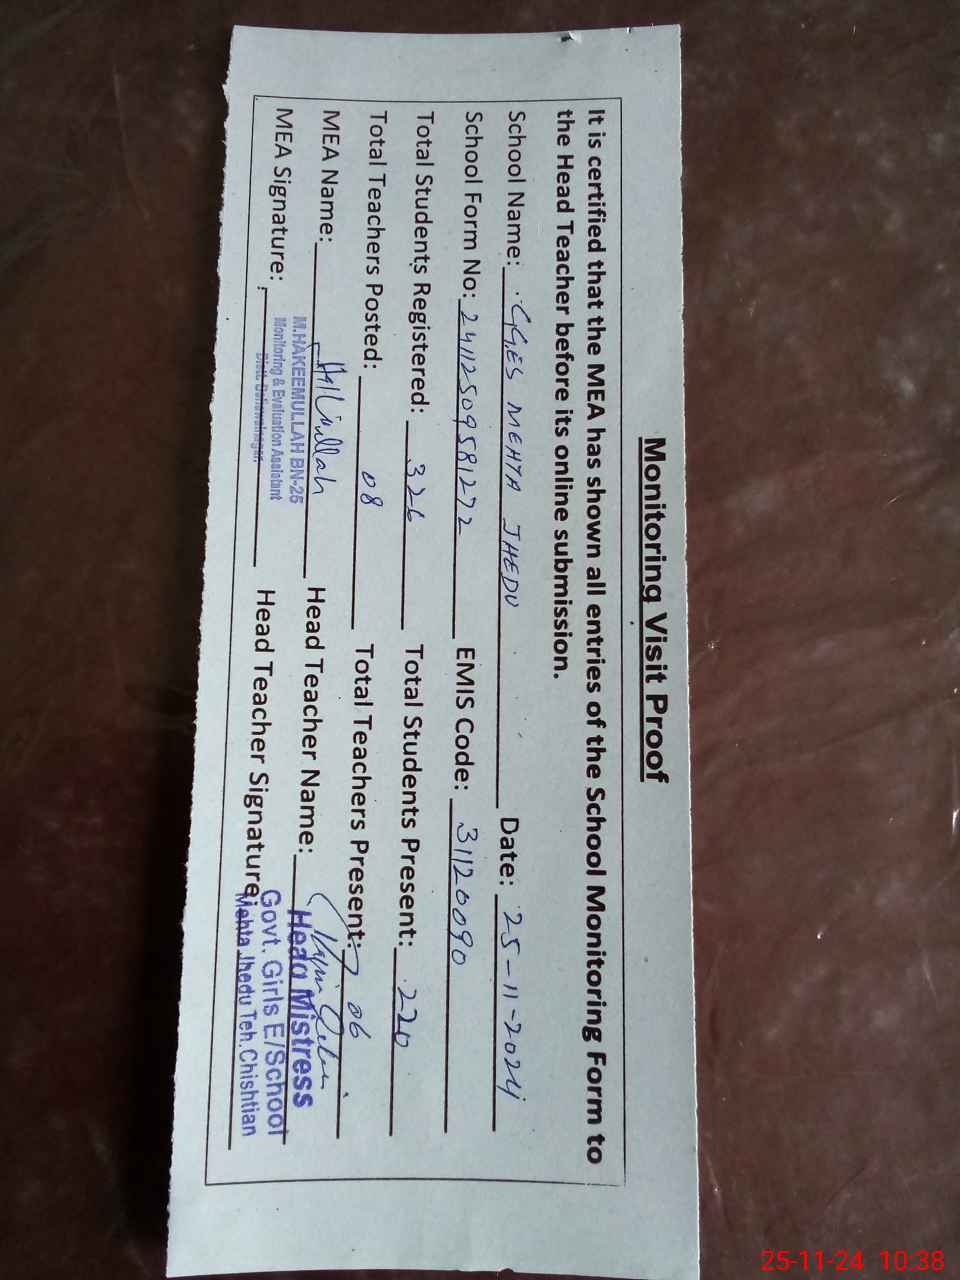 Monitoring Visit Proof
It is certified that the MEA has shown all entries of the School Monitoring Form to
the Head Teacher before its online submission.
School Name: GGES MEHTA JHEDU Date: 25-11-2024
School Form No: 24112509581272 EMIS Code: 31120090
Total Students Registered: 326 Total Students Present: 220
Total Teachers Posted: 08 Total Teachers Present: 06
MEA Name: Head Teacher Name:
MEA Signature: Head Teacher Signature:
M.HAKEEMULLAH BN-25
Monitoring & Evaluation Assistant
Distt. Bahawalnagar.
Head Mistress
Govt. Girls E/School
Mehta Jhedu Teh. Chishtian
25-11-24 10:38